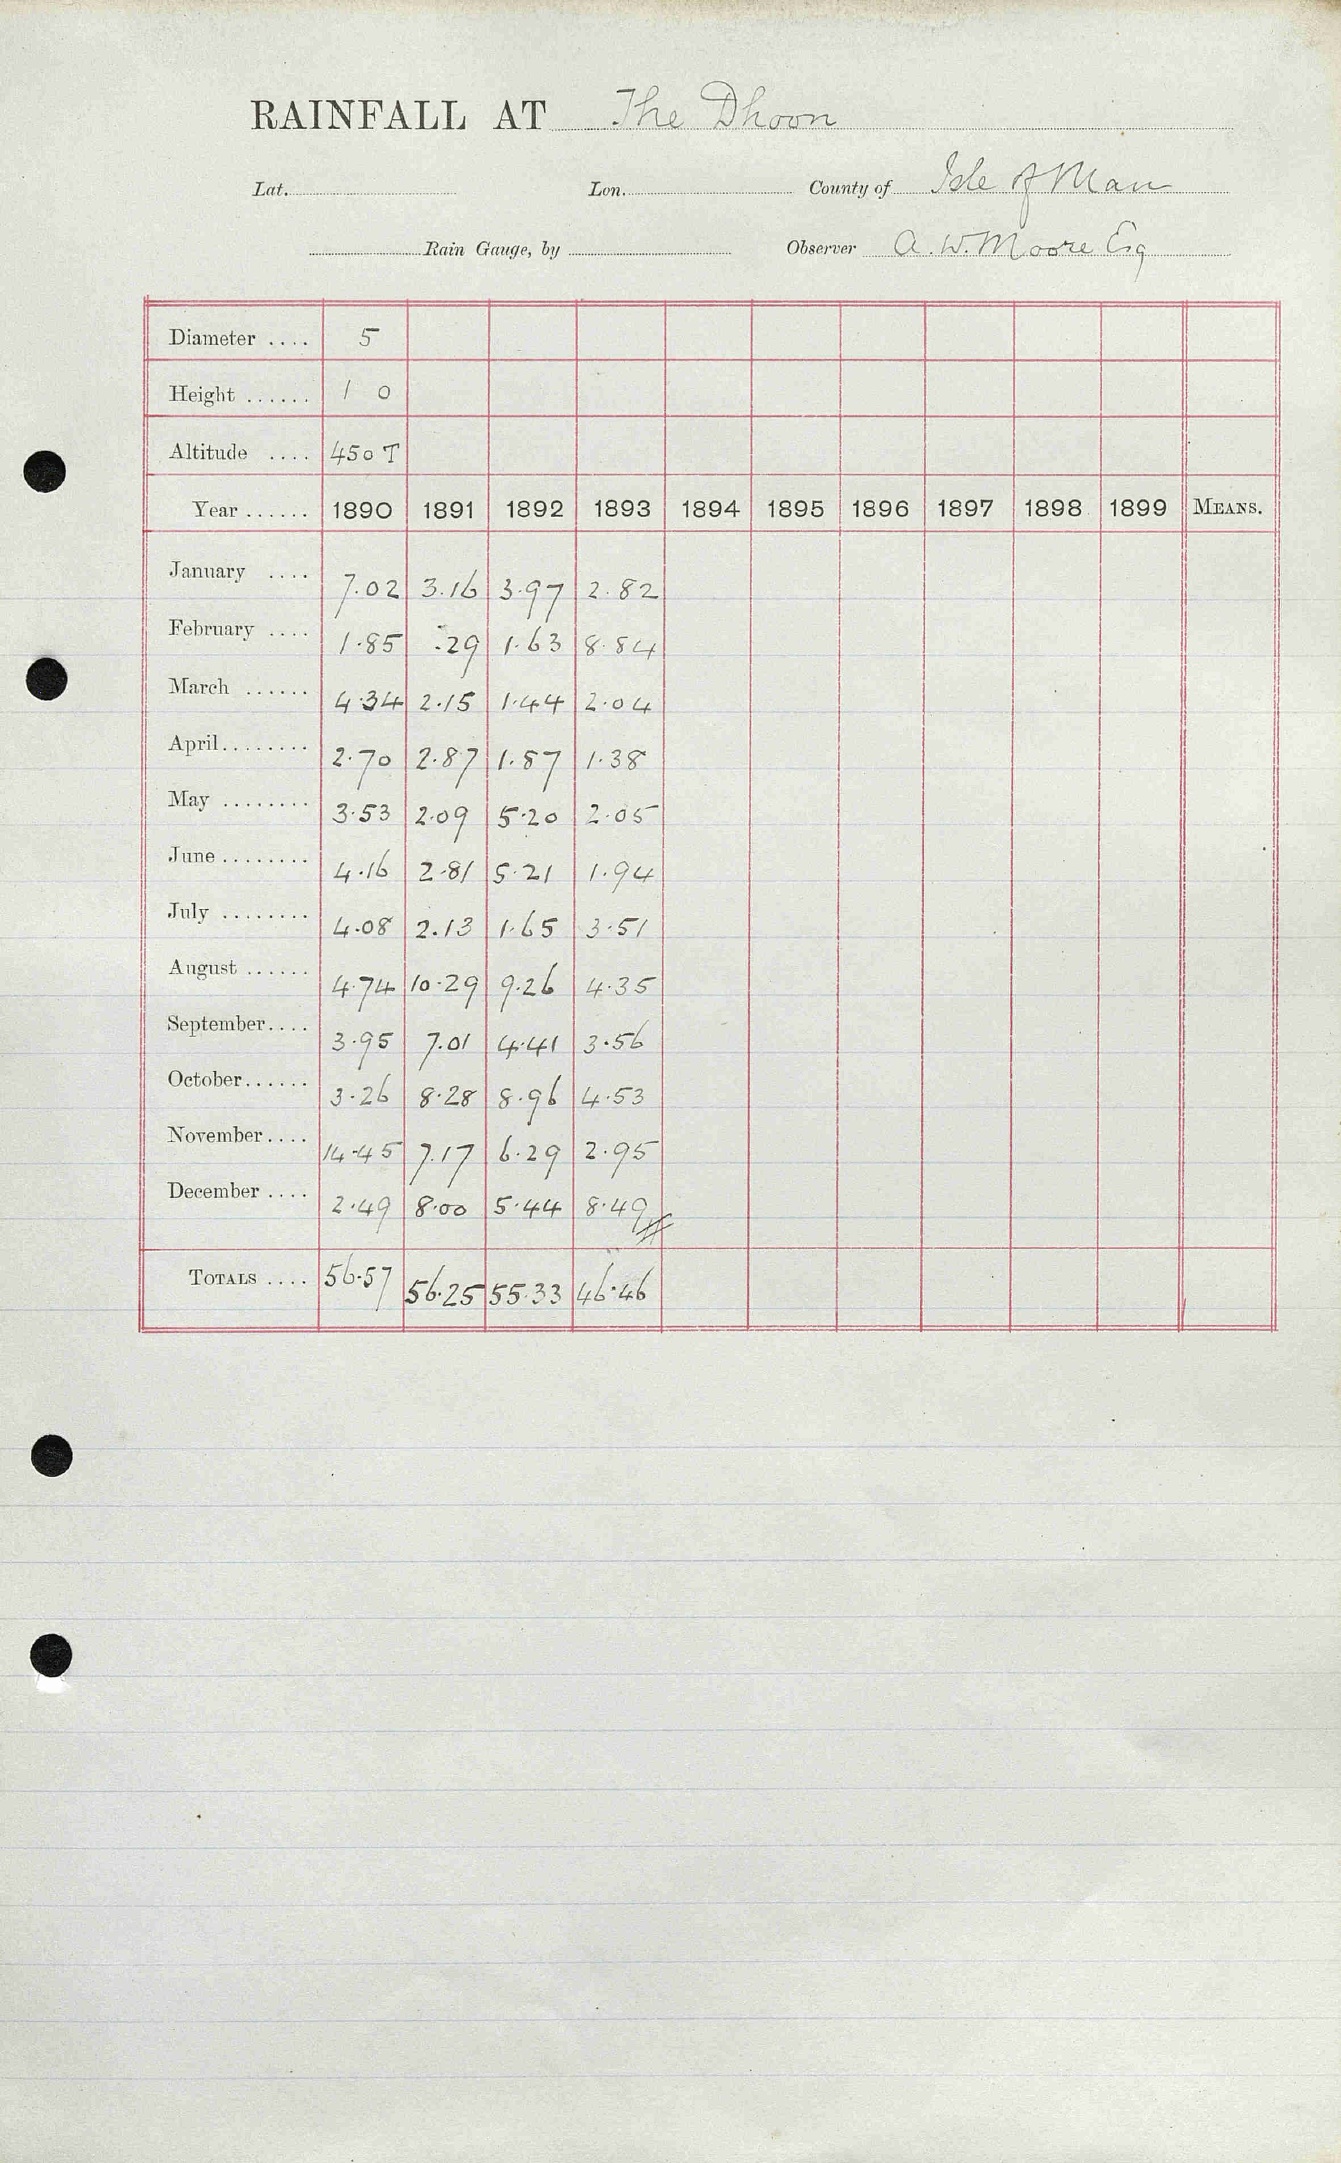 RAINFALL AT The Dhoon
Lat. Lon. County of Isle of Man
Rain Gauge, by Observer A. W. Moore Esq
Diameter .... 5
Height ...... 1 0
Altitude .... 450 T
Year ...... 1890 1891 1892 1893 1894 1895 1896 1897 1898 1899 MEANS.
January .... 7.02 3.16 3.97 2.82
February .... 1.85 .29 1.63 8.84
March ...... 4.34 2.15 1.44 2.04
April........ 2.70 2.87 1.87 1.38
May ........ 3.53 2.09 5.20 2.05
June ........ 4.16 2.81 5.21 1.94
July ........ 4.08 2.13 1.65 3.51
August ...... 4.74 10.29 9.26 4.35
September.... 3.95 7.01 4.41 3.56
October...... 3.26 8.28 8.96 4.53
November.... 14.45 7.17 6.29 2.95
December .... 2.49 8.00 5.44 8.49
TOTALS .... 56.57 56.25 55.33 46.46